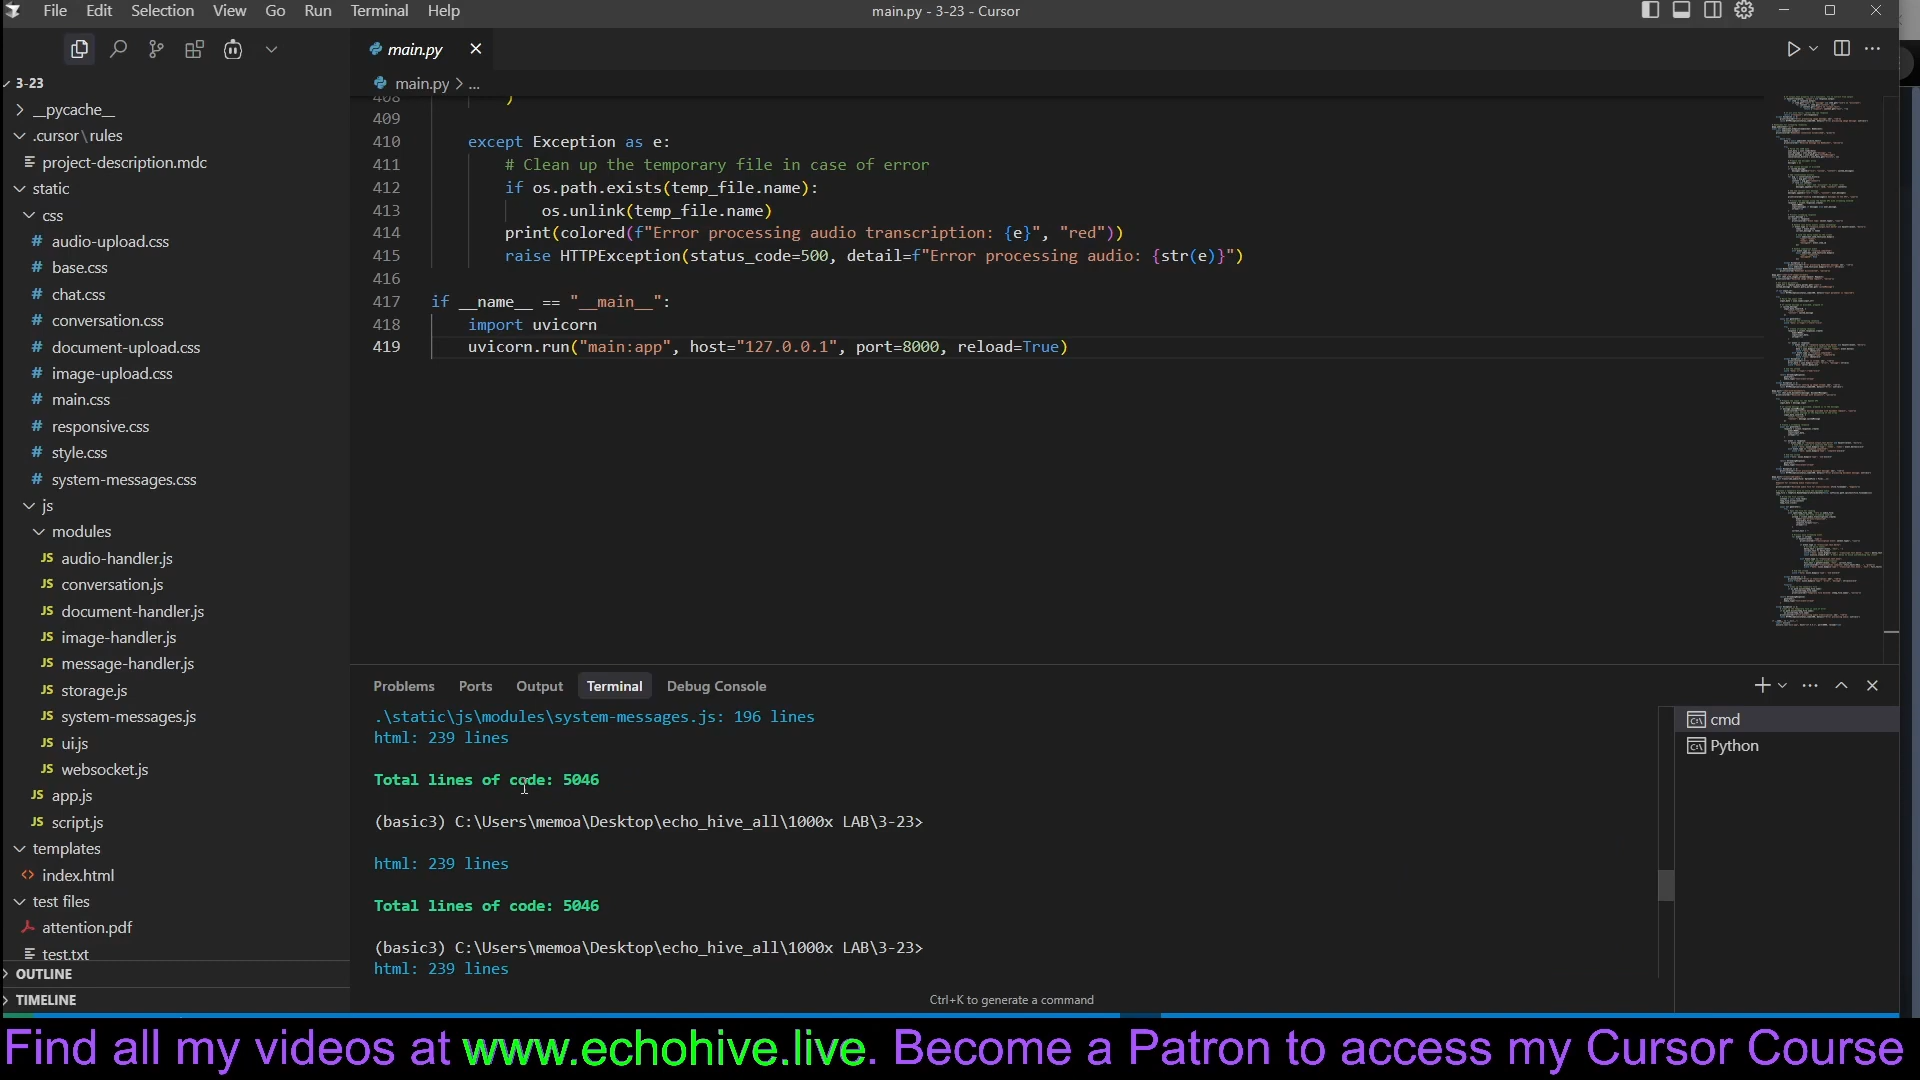 File Edit Selection View Go Run Terminal Help
main.py - 3-23 - Cursor
3-23
__pycache__
.cursor\rules
project-description.mdc
static
css
audio-upload.css
base.css
chat.css
conversation.css
document-upload.css
image-upload.css
main.css
responsive.css
style.css
system-messages.css
js
modules
JS audio-handler.js
JS conversation.js
JS document-handler.js
JS image-handler.js
JS message-handler.js
JS storage.js
JS system-messages.js
JS ui.js
JS websocket.js
JS app.js
JS script.js
templates
index.html
test files
attention.pdf
test.txt
OUTLINE
TIMELINE
main.py
main.py > ...
408 )
409
410 except Exception as e:
411 # Clean up the temporary file in case of error
412 if os.path.exists(temp_file.name):
413 os.unlink(temp_file.name)
414 print(colored(f"Error processing audio transcription: {e}", "red"))
415 raise HTTPException(status_code=500, detail=f"Error processing audio: {str(e)}")
416
417 if __name__ == "__main__":
418 import uvicorn
419 uvicorn.run("main:app", host="127.0.0.1", port=8000, reload=True)
Problems Ports Output Terminal Debug Console
.\static\js\modules\system-messages.js: 196 lines
html: 239 lines
Total lines of code: 5046
(basic3) C:\Users\memoa\Desktop\echo_hive_all\1000x LAB\3-23>
html: 239 lines
Total lines of code: 5046
(basic3) C:\Users\memoa\Desktop\echo_hive_all\1000x LAB\3-23>
html: 239 lines
Ctrl+K to generate a command
cmd
Python
Find all my videos at www.echohive.live. Become a Patron to access my Cursor Course